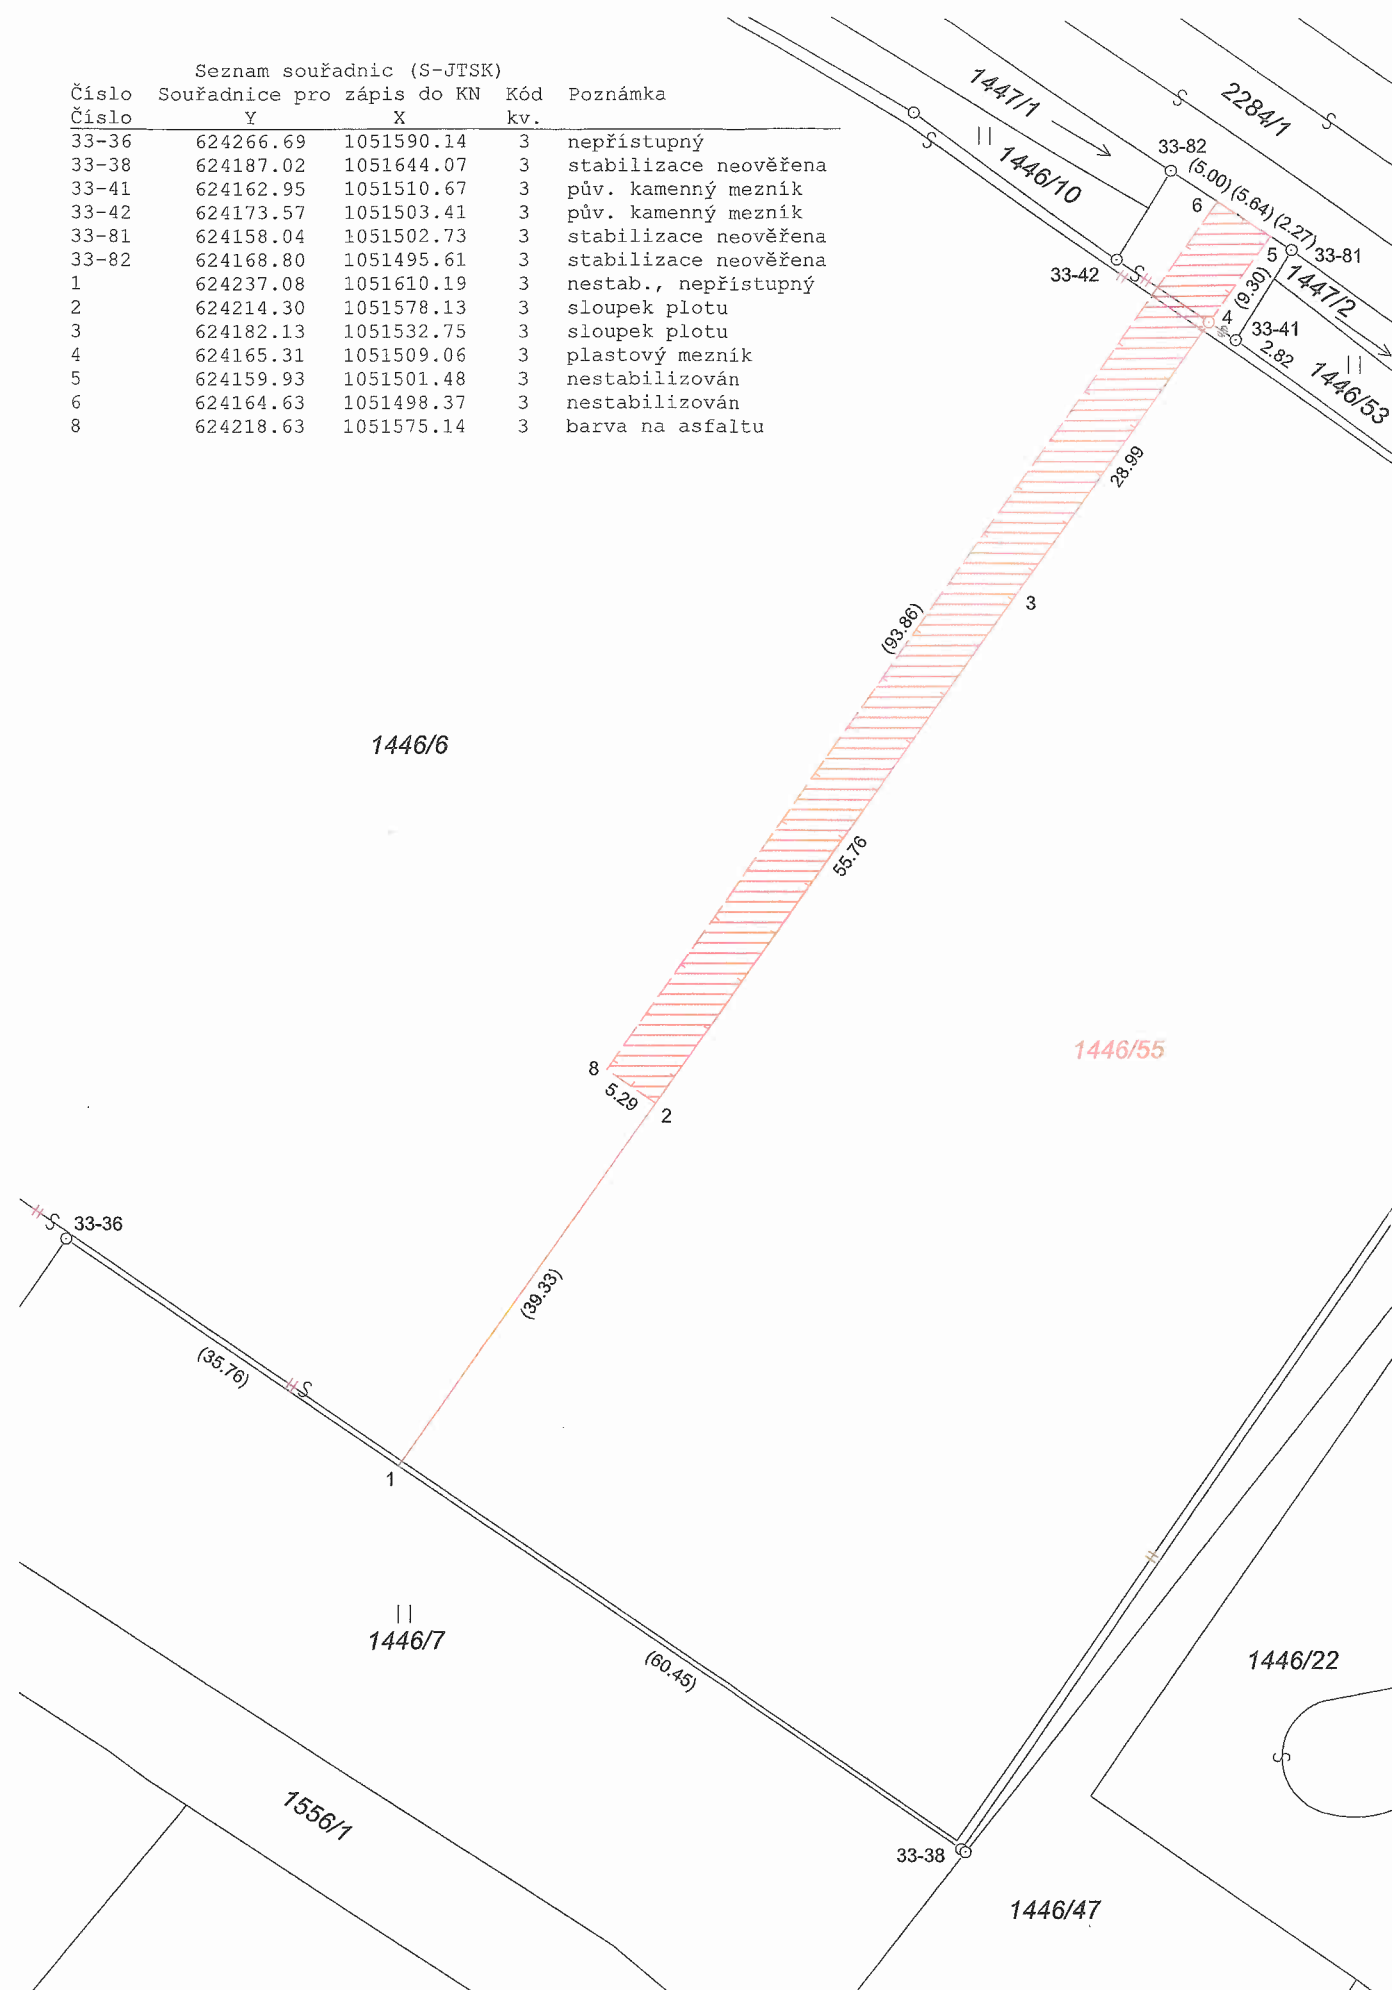 Seznam souřadnic (S-JTSK)
Číslo Souřadnice pro zápis do KN Kód Poznámka
Číslo Y X kv.
33-36 624266.69 1051590.14 3 nepřístupný
33-38 624187.02 1051644.07 3 stabilizace neověřena
33-41 624162.95 1051510.67 3 pův. kamenný mezník
33-42 624173.57 1051503.41 3 pův. kamenný mezník
33-81 624158.04 1051502.73 3 stabilizace neověřena
33-82 624168.80 1051495.61 3 stabilizace neověřena
1 624237.08 1051610.19 3 nestab., nepřístupný
2 624214.30 1051578.13 3 sloupek plotu
3 624182.13 1051532.75 3 sloupek plotu
4 624165.31 1051509.06 3 plastový mezník
5 624159.93 1051501.48 3 nestabilizován
6 624164.63 1051498.37 3 nestabilizován
8 624218.63 1051575.14 3 barva na asfaltu
1447/1
2284/1
33-82
1446/10
(5.00)
6
(5.64)
(2.27)
5
33-81
33-42
(9.30)
1447/2
4
33-41
2.82
1446/53
28.99
3
(93.86)
1446/6
55.76
1446/55
8
5.29
2
33-36
(39.33)
(35.76)
1
1446/7
(60.45)
1446/22
1556/1
33-38
1446/47